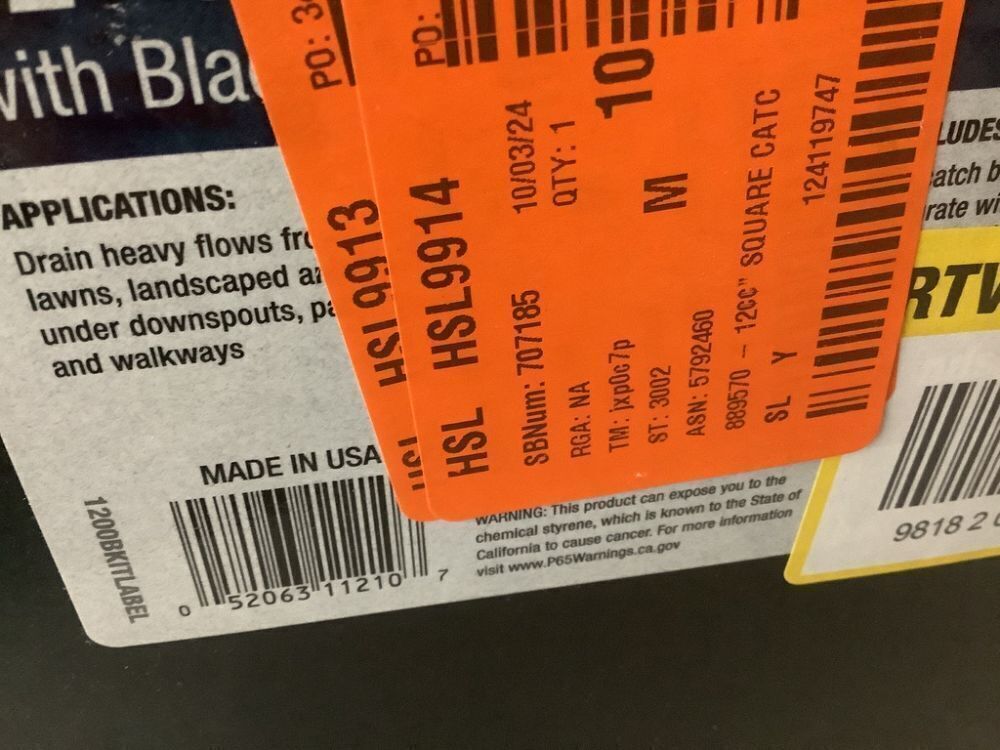 with Bla
APPLICATIONS:
Drain heavy flows fro
lawns, landscaped ar
under downspouts, pa
and walkways
MADE IN USA
1200BKITLABEL
0 52063 11210 7
WARNING: This product can expose you to the
chemical styrene, which is known to the State of
California to cause cancer. For more information
visit www.P65Warnings.ca.gov
PO: 3
HSL9913
HSL
PO:
HSL HSL9914
SBNum: 707185 10/03/24
RGA: NA QTY: 1
TM: jxp0c7p 10
ST: 3002 M
ASN: 5792460
889570 - 12¢¢" SQUARE CATC
SL Y 124119747
LUDES
atch b
rate wi
RTV
9818 2